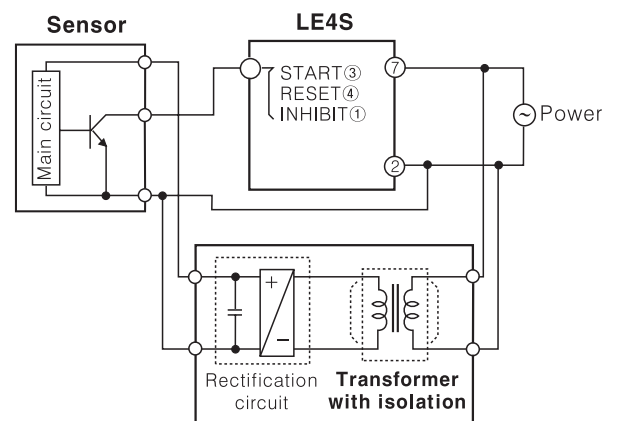 Sensor
LE4S
Main circuit
START③
RESET④
INHIBIT①
⑦
②
~
Power
+
−
Rectification
circuit
Transformer
with isolation